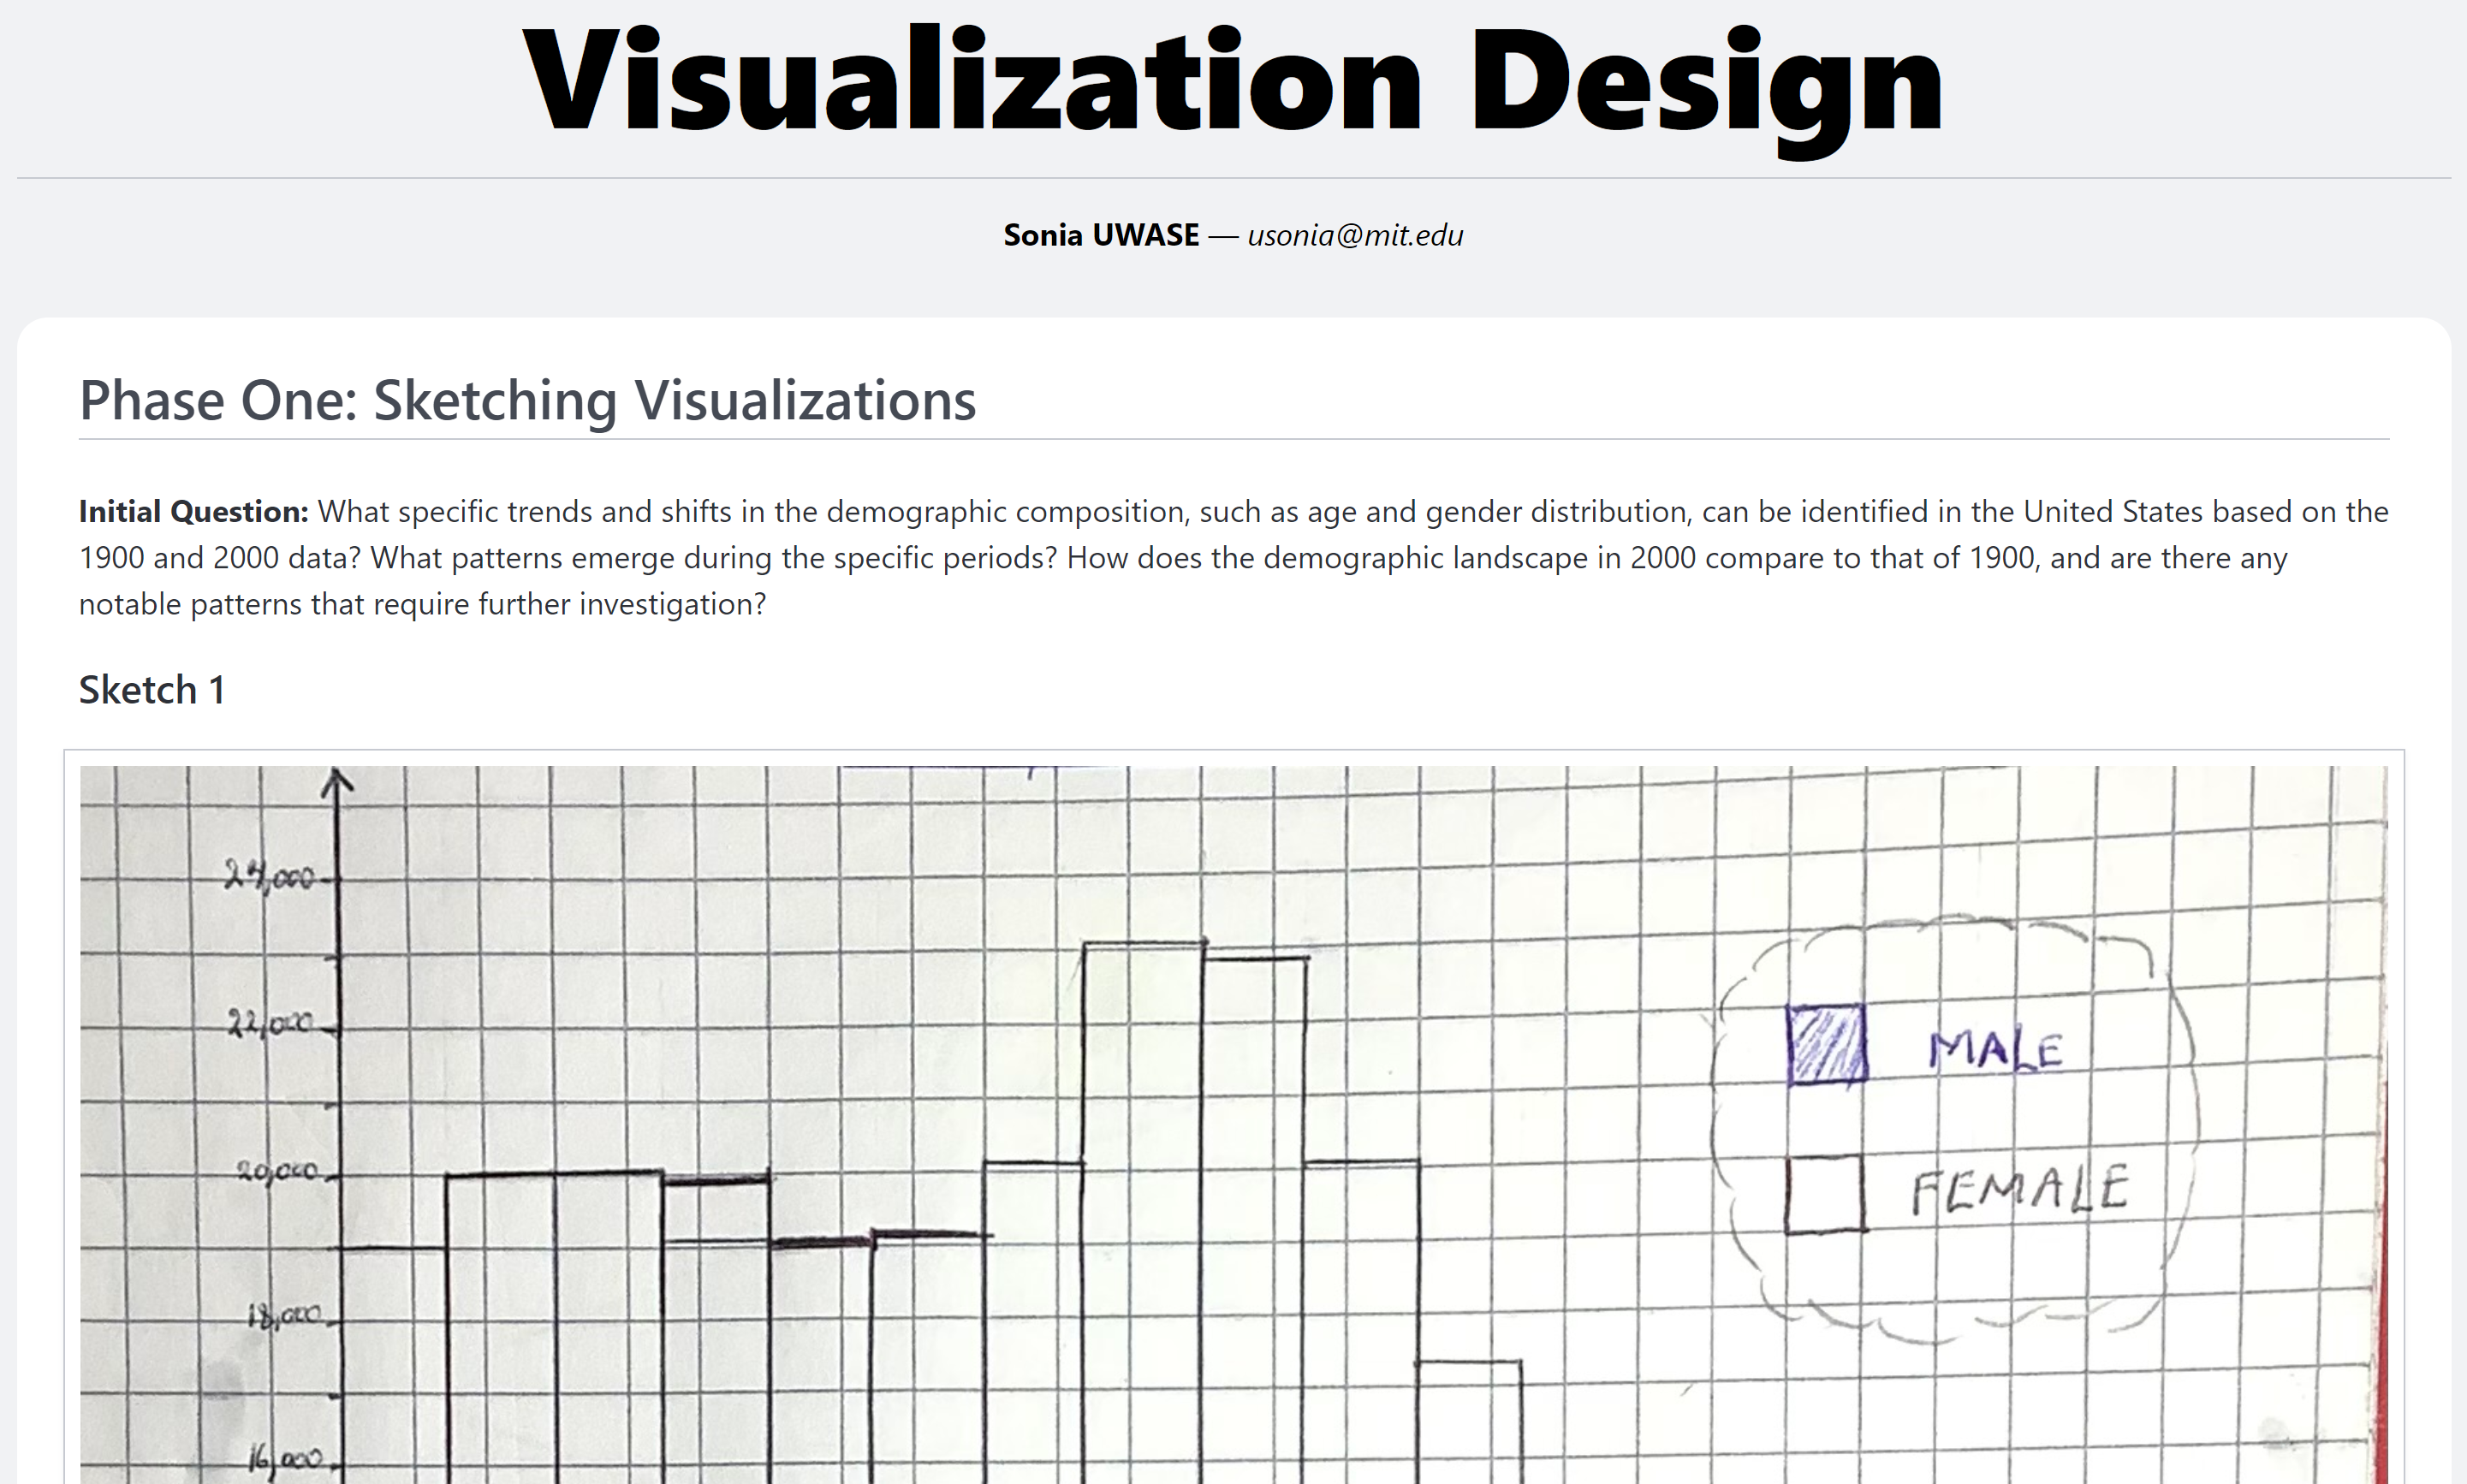 Visualization Design
Sonia UWASE — usonia@mit.edu
Phase One: Sketching Visualizations
Initial Question: What specific trends and shifts in the demographic composition, such as age and gender distribution, can be identified in the United States based on the
1900 and 2000 data? What patterns emerge during the specific periods? How does the demographic landscape in 2000 compare to that of 1900, and are there any
notable patterns that require further investigation?
Sketch 1
24,000
22,000
MALE
20,000
FEMALE
18,000
16,000